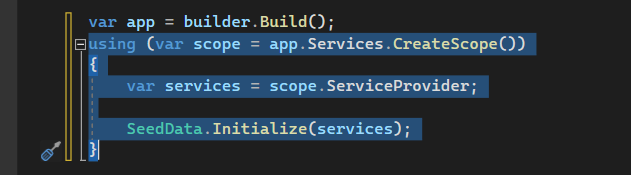 var app = builder.Build();
using (var scope = app.Services.CreateScope())
{
var services = scope.ServiceProvider;
SeedData.Initialize(services);
}